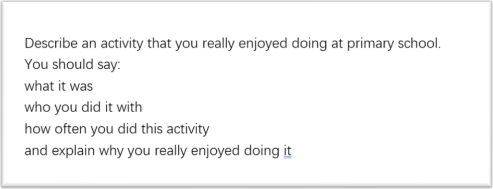 Describe an activity that you really enjoyed doing at primary school.
You should say:
what it was
who you did it with
how often you did this activity
and explain why you really enjoyed doing it